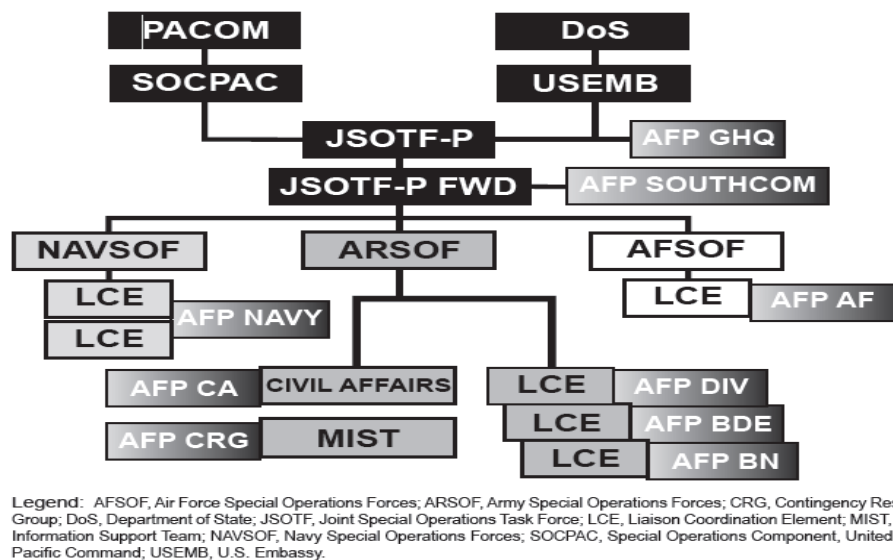 PACOM
DoS
SOCPAC
USEMB
JSOTF-P
AFP GHQ
JSOTF-P FWD
AFP SOUTHCOM
NAVSOF
ARSOF
AFSOF
LCE
LCE
AFP NAVY
LCE
AFP AF
AFP CA
CIVIL AFFAIRS
LCE
AFP DIV
AFP CRG
MIST
LCE
AFP BDE
LCE
AFP BN
Legend: AFSOF, Air Force Special Operations Forces; ARSOF, Army Special Operations Forces; CRG, Contingency Res
Group; DoS, Department of State; JSOTF, Joint Special Operations Task Force; LCE, Liaison Coordination Element; MIST,
Information Support Team; NAVSOF, Navy Special Operations Forces; SOCPAC, Special Operations Component, United
Pacific Command; USEMB, U.S. Embassy.